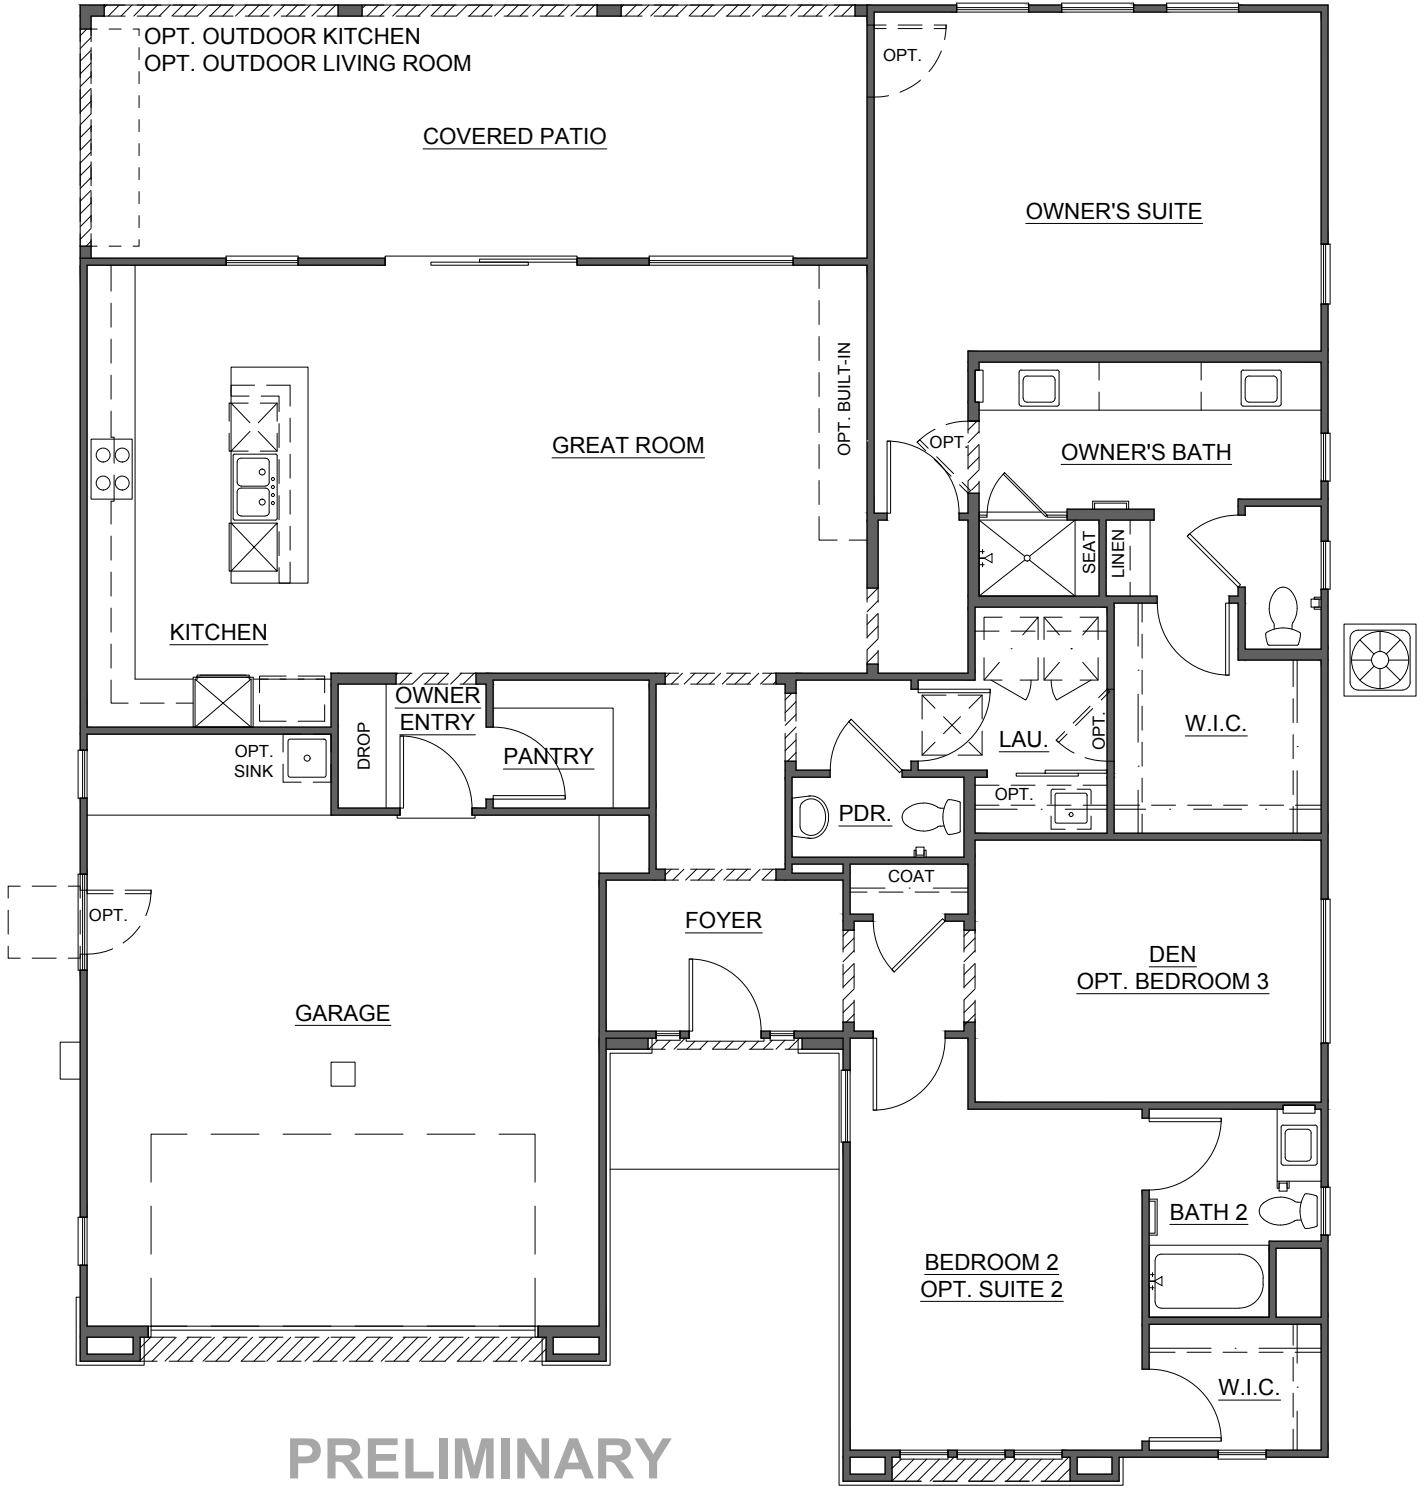 OPT. OUTDOOR KITCHEN
OPT. OUTDOOR LIVING ROOM
OPT.
COVERED PATIO
OWNER'S SUITE
OPT. BUILT-IN
GREAT ROOM
OPT.
OWNER'S BATH
SEAT
LINEN
KITCHEN
OWNER
ENTRY
DROP
PANTRY
OPT.
SINK
LAU.
OPT.
W.I.C.
OPT.
PDR.
COAT
OPT.
FOYER
DEN
OPT. BEDROOM 3
GARAGE
BATH 2
BEDROOM 2
OPT. SUITE 2
W.I.C.
PRELIMINARY